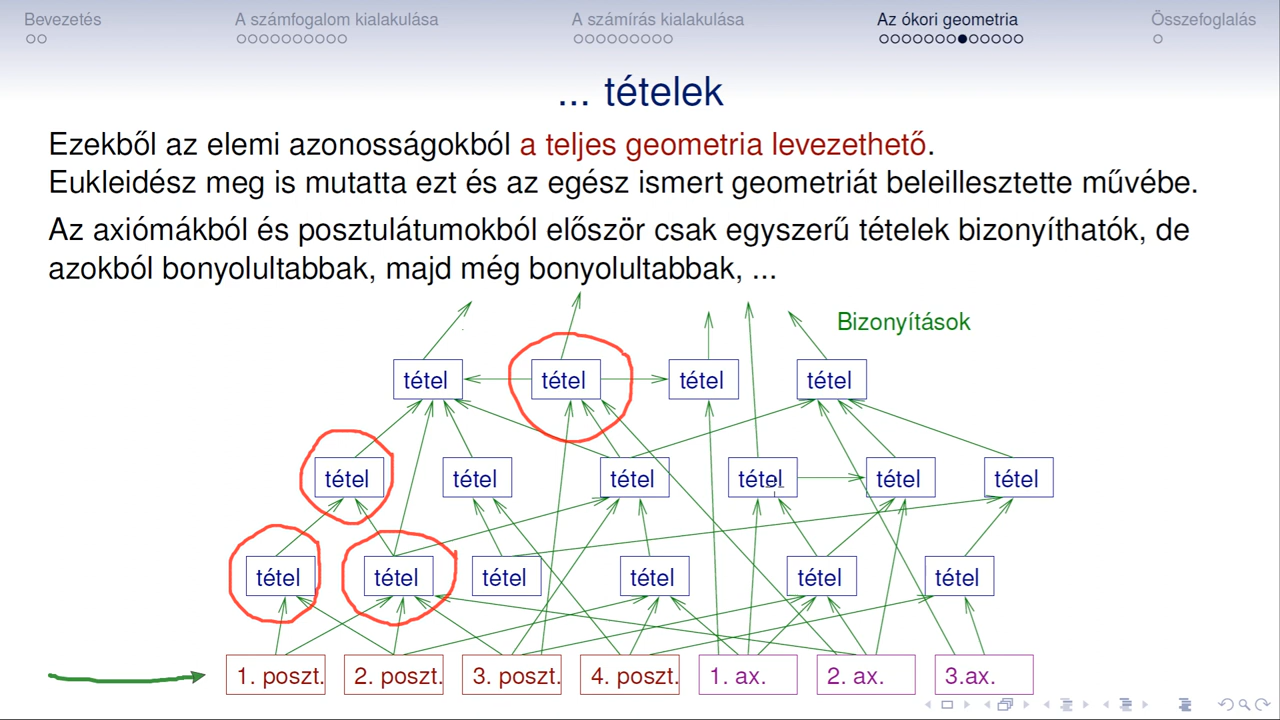 Bevezetés A számfogalom kialakulása A számírás kialakulása Az ókori geometria Összefoglalás
... tételek
Ezekből az elemi azonosságokból a teljes geometria levezethető.
Eukleidész meg is mutatta ezt és az egész ismert geometriát beleillesztette művébe.
Az axiómákból és posztulátumokból először csak egyszerű tételek bizonyíthatók, de
azokból bonyolultabbak, majd még bonyolultabbak, ...
Bizonyítások
tétel tétel tétel tétel
tétel tétel tétel tétel tétel tétel
tétel tétel tétel tétel tétel tétel
1. poszt. 2. poszt. 3. poszt. 4. poszt. 1. ax. 2. ax. 3.ax.